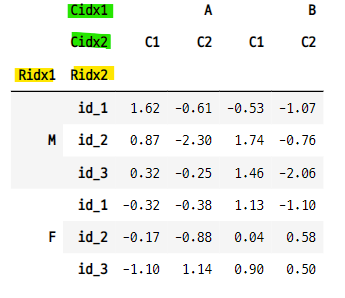 Cidx1 A B
Cidx2 C1 C2 C1 C2
Ridx1 Ridx2
id_1 1.62 -0.61 -0.53 -1.07
M id_2 0.87 -2.30 1.74 -0.76
id_3 0.32 -0.25 1.46 -2.06
id_1 -0.32 -0.38 1.13 -1.10
F id_2 -0.17 -0.88 0.04 0.58
id_3 -1.10 1.14 0.90 0.50